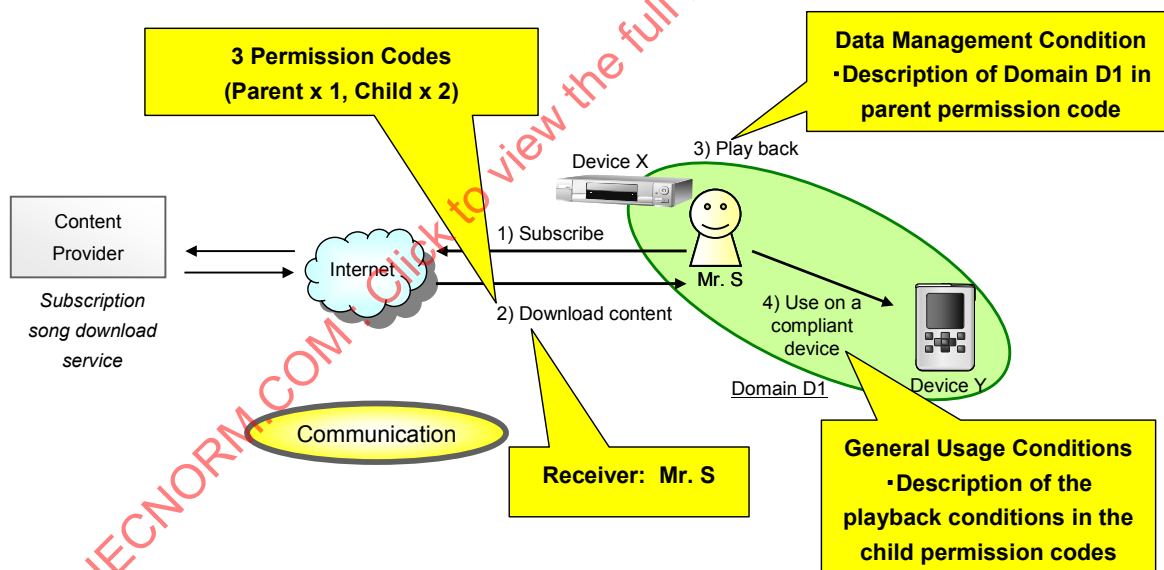 3 Permission Codes
(Parent x 1, Child x 2)
Data Management Condition
・Description of Domain D1 in
parent permission code
3) Play back
Device X
Content
Provider
1) Subscribe
Internet
Mr. S
Subscription
song download
service
2) Download content
4) Use on a
compliant
device
Domain D1
Device Y
Communication
Receiver:  Mr. S
General Usage Conditions
・Description of the
playback conditions in the
child permission codes
IECNORM.COM : Click to view the full